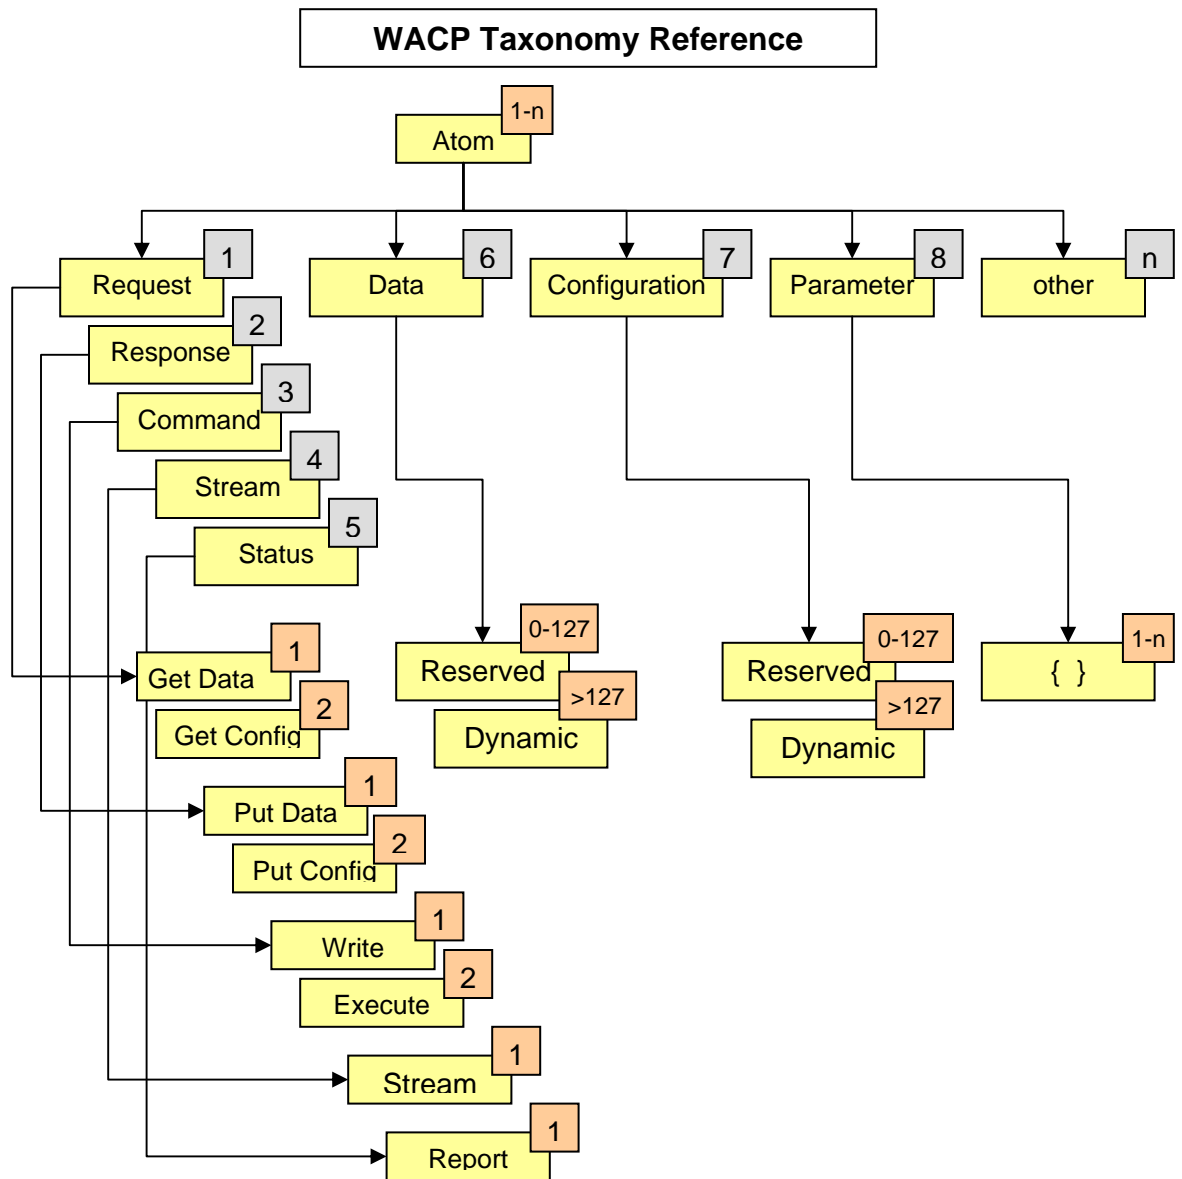 WACP Taxonomy Reference
1-n
Atom
1
Request
6
Data
7
Configuration
8
Parameter
n
other
2
Response
3
Command
4
Stream
5
Status
1
Get Data
2
Get Config
0-127
Reserved
>127
Dynamic
0-127
Reserved
>127
Dynamic
1-n
{ }
1
Put Data
2
Put Config
1
Write
2
Execute
1
Stream
1
Report